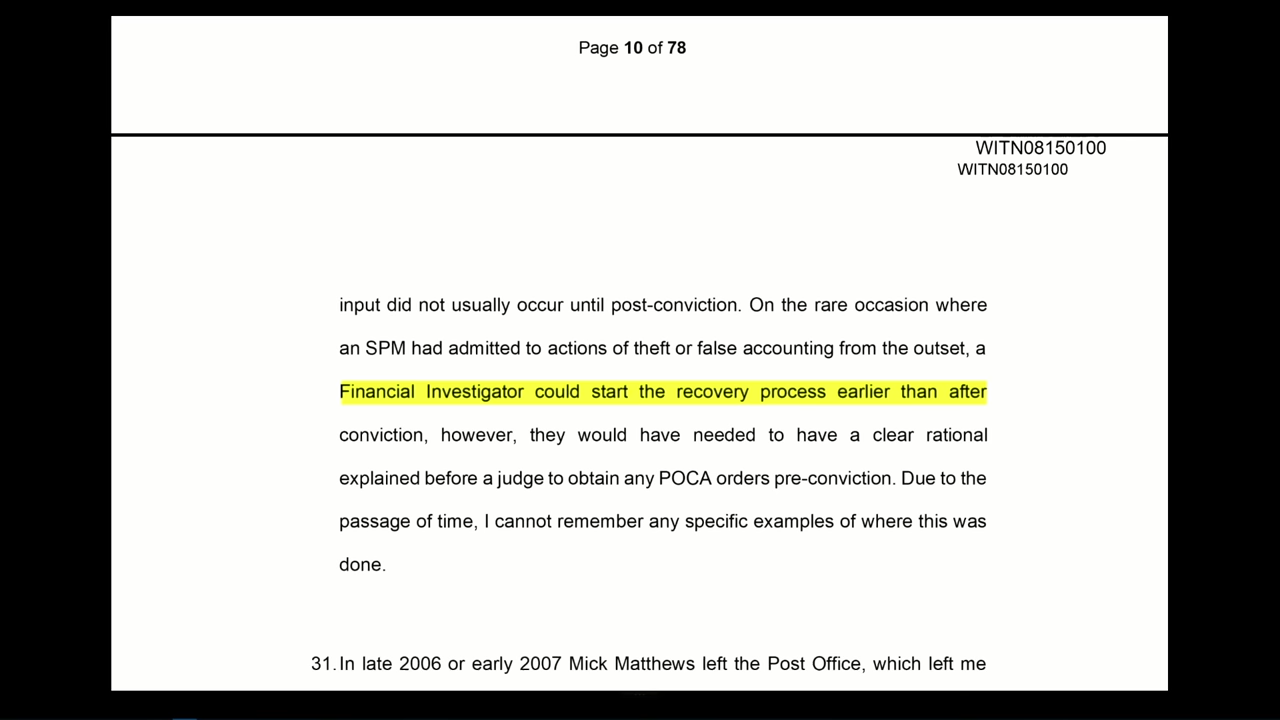 Page 10 of 78
WITN08150100
WITN08150100
input did not usually occur until post-conviction. On the rare occasion where
an SPM had admitted to actions of theft or false accounting from the outset, a
Financial Investigator could start the recovery process earlier than after
conviction, however, they would have needed to have a clear rational
explained before a judge to obtain any POCA orders pre-conviction. Due to the
passage of time, I cannot remember any specific examples of where this was
done.
31. In late 2006 or early 2007 Mick Matthews left the Post Office, which left me